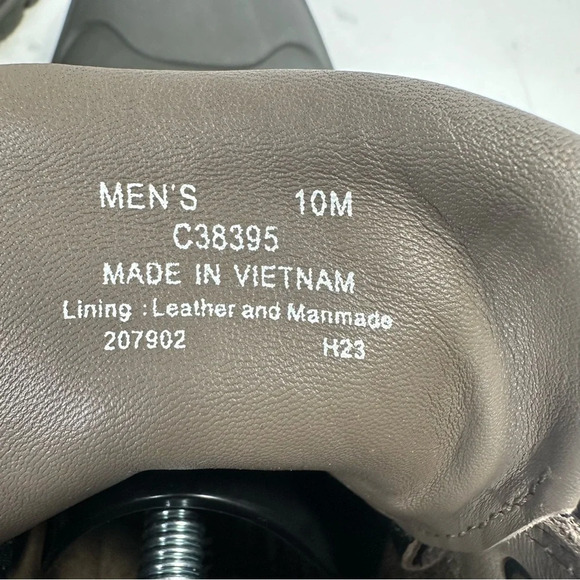 MEN'S 10M
C38395
MADE IN VIETNAM
Lining : Leather and Manmade
207902 H23